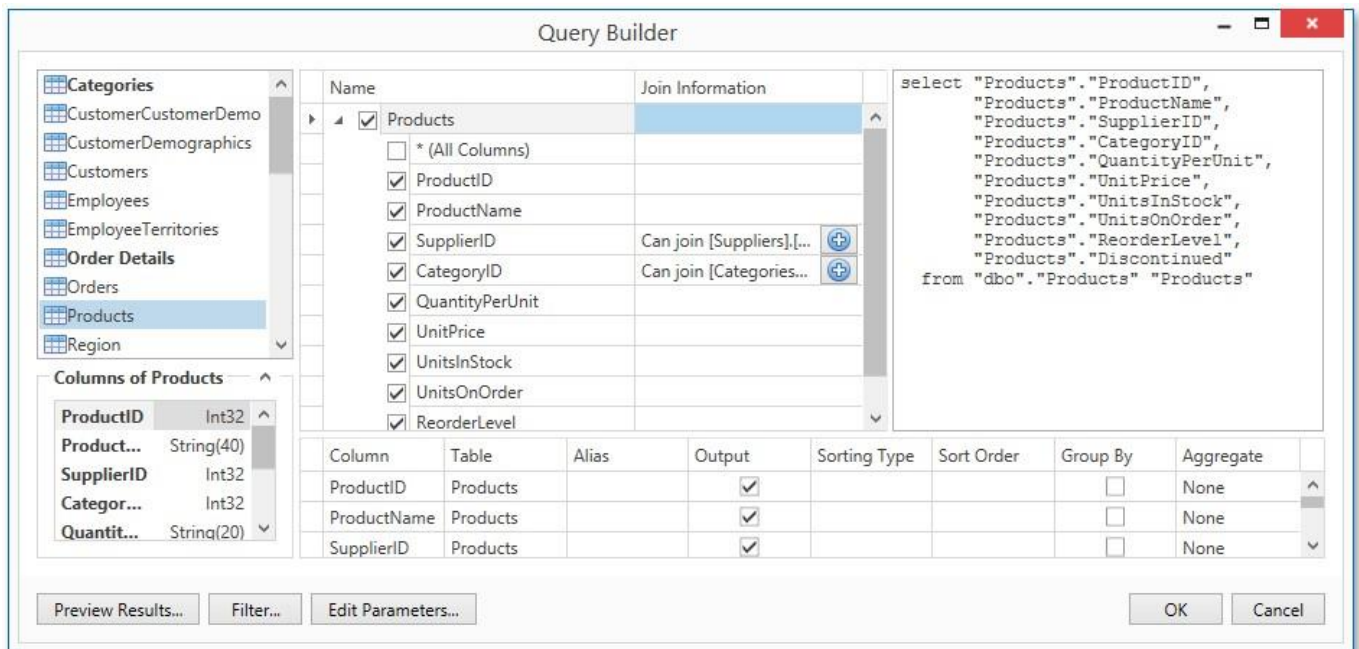 Query Builder
Categories
CustomerCustomerDemo
CustomerDemographics
Customers
Employees
EmployeeTerritories
Order Details
Orders
Products
Region
Columns of Products
ProductID Int32
Product... String(40)
SupplierID Int32
Categor... Int32
Quantit... String(20)
Name Join Information
Products
* (All Columns)
ProductID
ProductName
SupplierID Can join [Suppliers].[...
CategoryID Can join [Categories...
QuantityPerUnit
UnitPrice
UnitsInStock
UnitsOnOrder
ReorderLevel
select "Products"."ProductID",
"Products"."ProductName",
"Products"."SupplierID",
"Products"."CategoryID",
"Products"."QuantityPerUnit",
"Products"."UnitPrice",
"Products"."UnitsInStock",
"Products"."UnitsOnOrder",
"Products"."ReorderLevel",
"Products"."Discontinued"
from "dbo"."Products" "Products"
Column Table Alias Output Sorting Type Sort Order Group By Aggregate
ProductID Products None
ProductName Products None
SupplierID Products None
Preview Results... Filter... Edit Parameters... OK Cancel